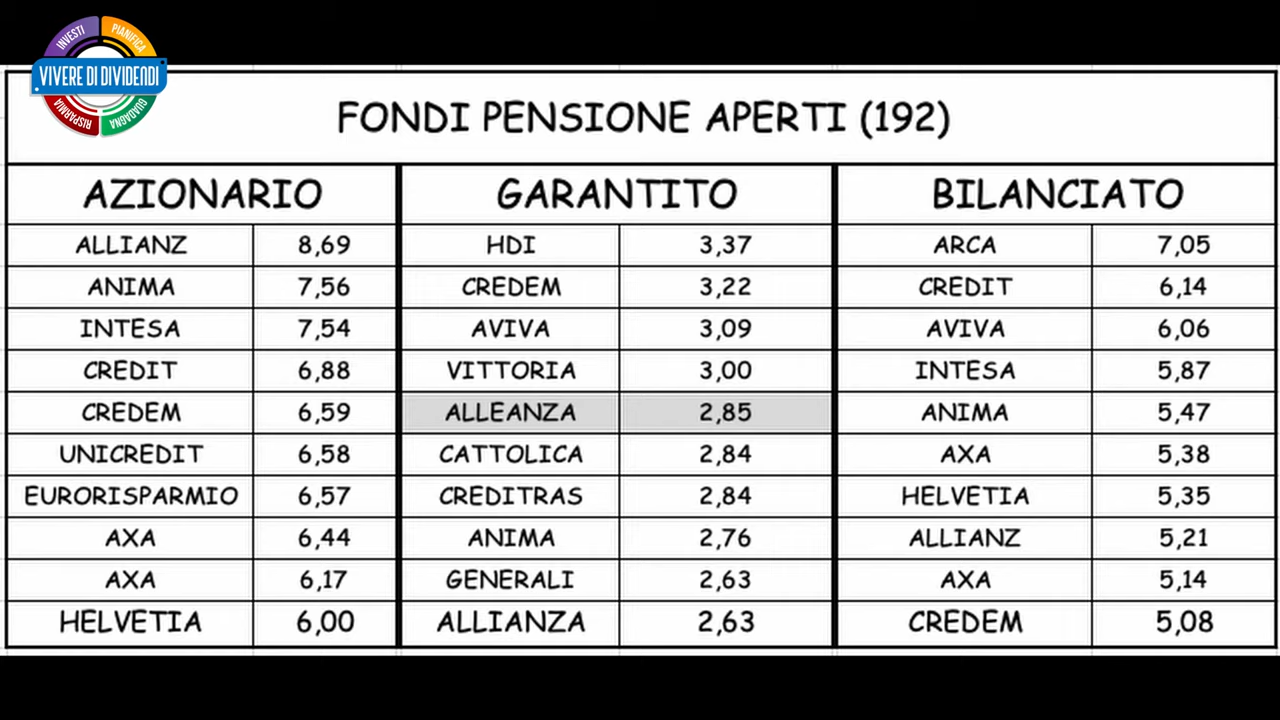 INVESTI
PIANIFICA
VIVERE DI DIVIDENDI
RISPARMIA
GUADAGNA
FONDI PENSIONE APERTI (192)
AZIONARIO GARANTITO BILANCIATO
ALLIANZ 8,69 HDI 3,37 ARCA 7,05
ANIMA 7,56 CREDEM 3,22 CREDIT 6,14
INTESA 7,54 AVIVA 3,09 AVIVA 6,06
CREDIT 6,88 VITTORIA 3,00 INTESA 5,87
CREDEM 6,59 ALLEANZA 2,85 ANIMA 5,47
UNICREDIT 6,58 CATTOLICA 2,84 AXA 5,38
EURORISPARMIO 6,57 CREDITRAS 2,84 HELVETIA 5,35
AXA 6,44 ANIMA 2,76 ALLIANZ 5,21
AXA 6,17 GENERALI 2,63 AXA 5,14
HELVETIA 6,00 ALLIANZA 2,63 CREDEM 5,08